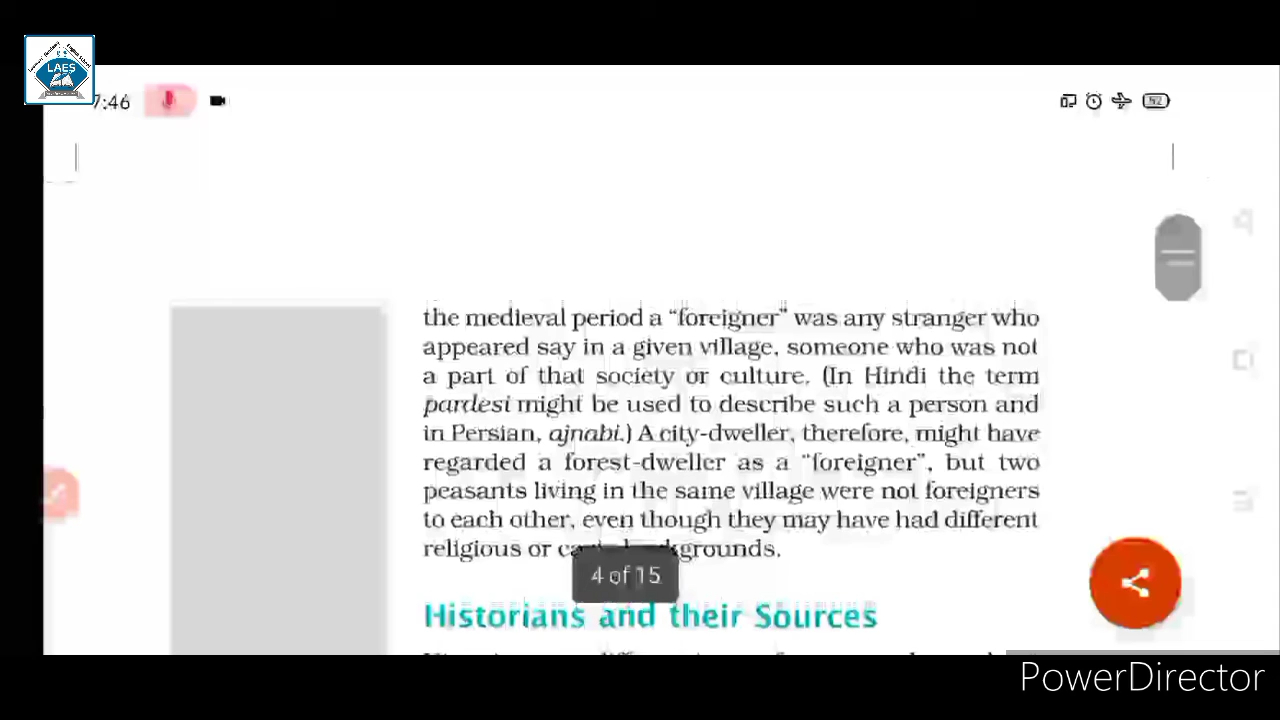 LAES
7:46
52
the medieval period a “foreigner” was any stranger who
appeared say in a given village, someone who was not
a part of that society or culture. (In Hindi the term
pardesi might be used to describe such a person and
in Persian, ajnabi.) A city-dweller, therefore, might have
regarded a forest-dweller as a “foreigner”, but two
peasants living in the same village were not foreigners
to each other, even though they may have had different
religious or
4 of 15
Historians and their Sources
PowerDirector